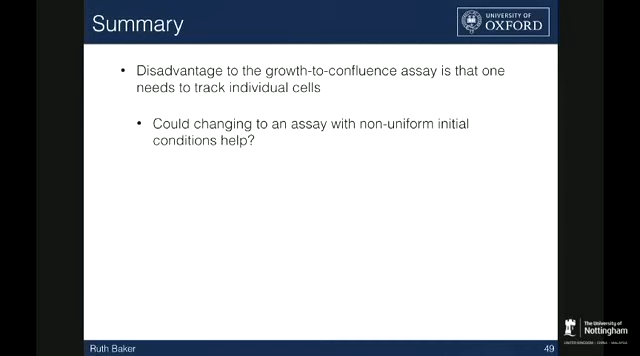 Summary
UNIVERSITY OF
OXFORD
• Disadvantage to the growth-to-confluence assay is that one
needs to track individual cells
• Could changing to an assay with non-uniform initial
conditions help?
Ruth Baker
49
The University of
Nottingham